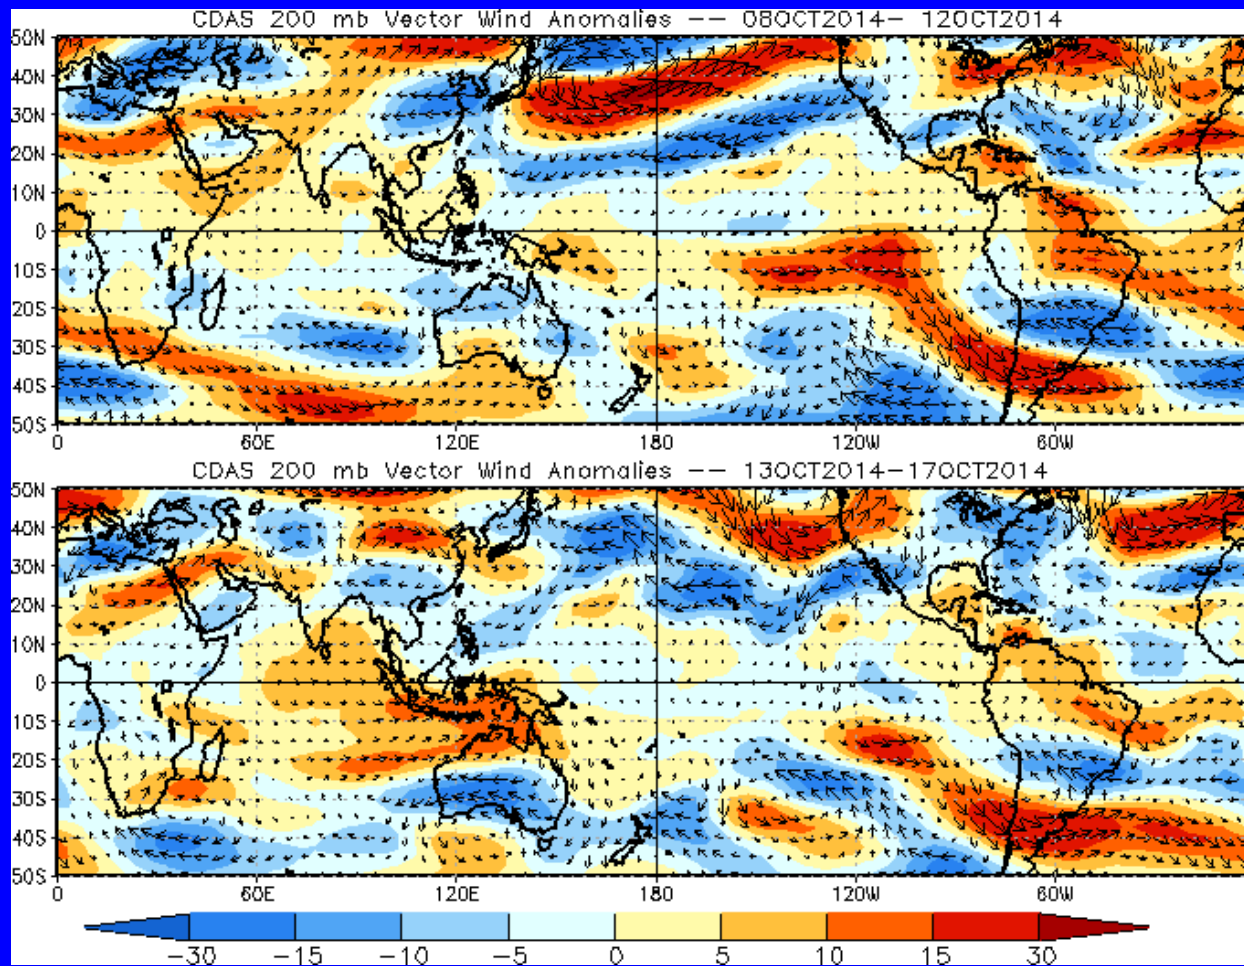 CDAS 200 mb Vector Wind Anomalies -- 08OCT2014- 12OCT2014
50N
40N
30N
20N
10N
0
10S
20S
30S
40S
50S
0 60E 120E 180 120W 60W
CDAS 200 mb Vector Wind Anomalies -- 13OCT2014-17OCT2014
50N
40N
30N
20N
10N
0
10S
20S
30S
40S
50S
0 60E 120E 180 120W 60W
-30 -15 -10 -5 0 5 10 15 30